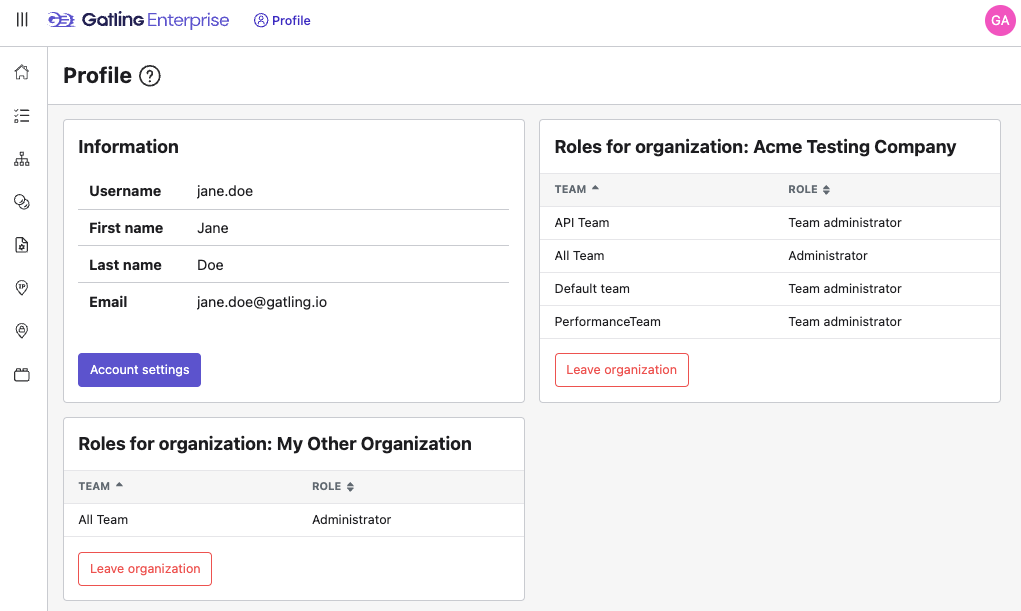 Gatling Enterprise Profile GA
Profile ?
Information
Username jane.doe
First name Jane
Last name Doe
Email jane.doe@gatling.io
Account settings
Roles for organization: Acme Testing Company
TEAM ROLE
API Team Team administrator
All Team Administrator
Default team Team administrator
PerformanceTeam Team administrator
Leave organization
Roles for organization: My Other Organization
TEAM ROLE
All Team Administrator
Leave organization
IP